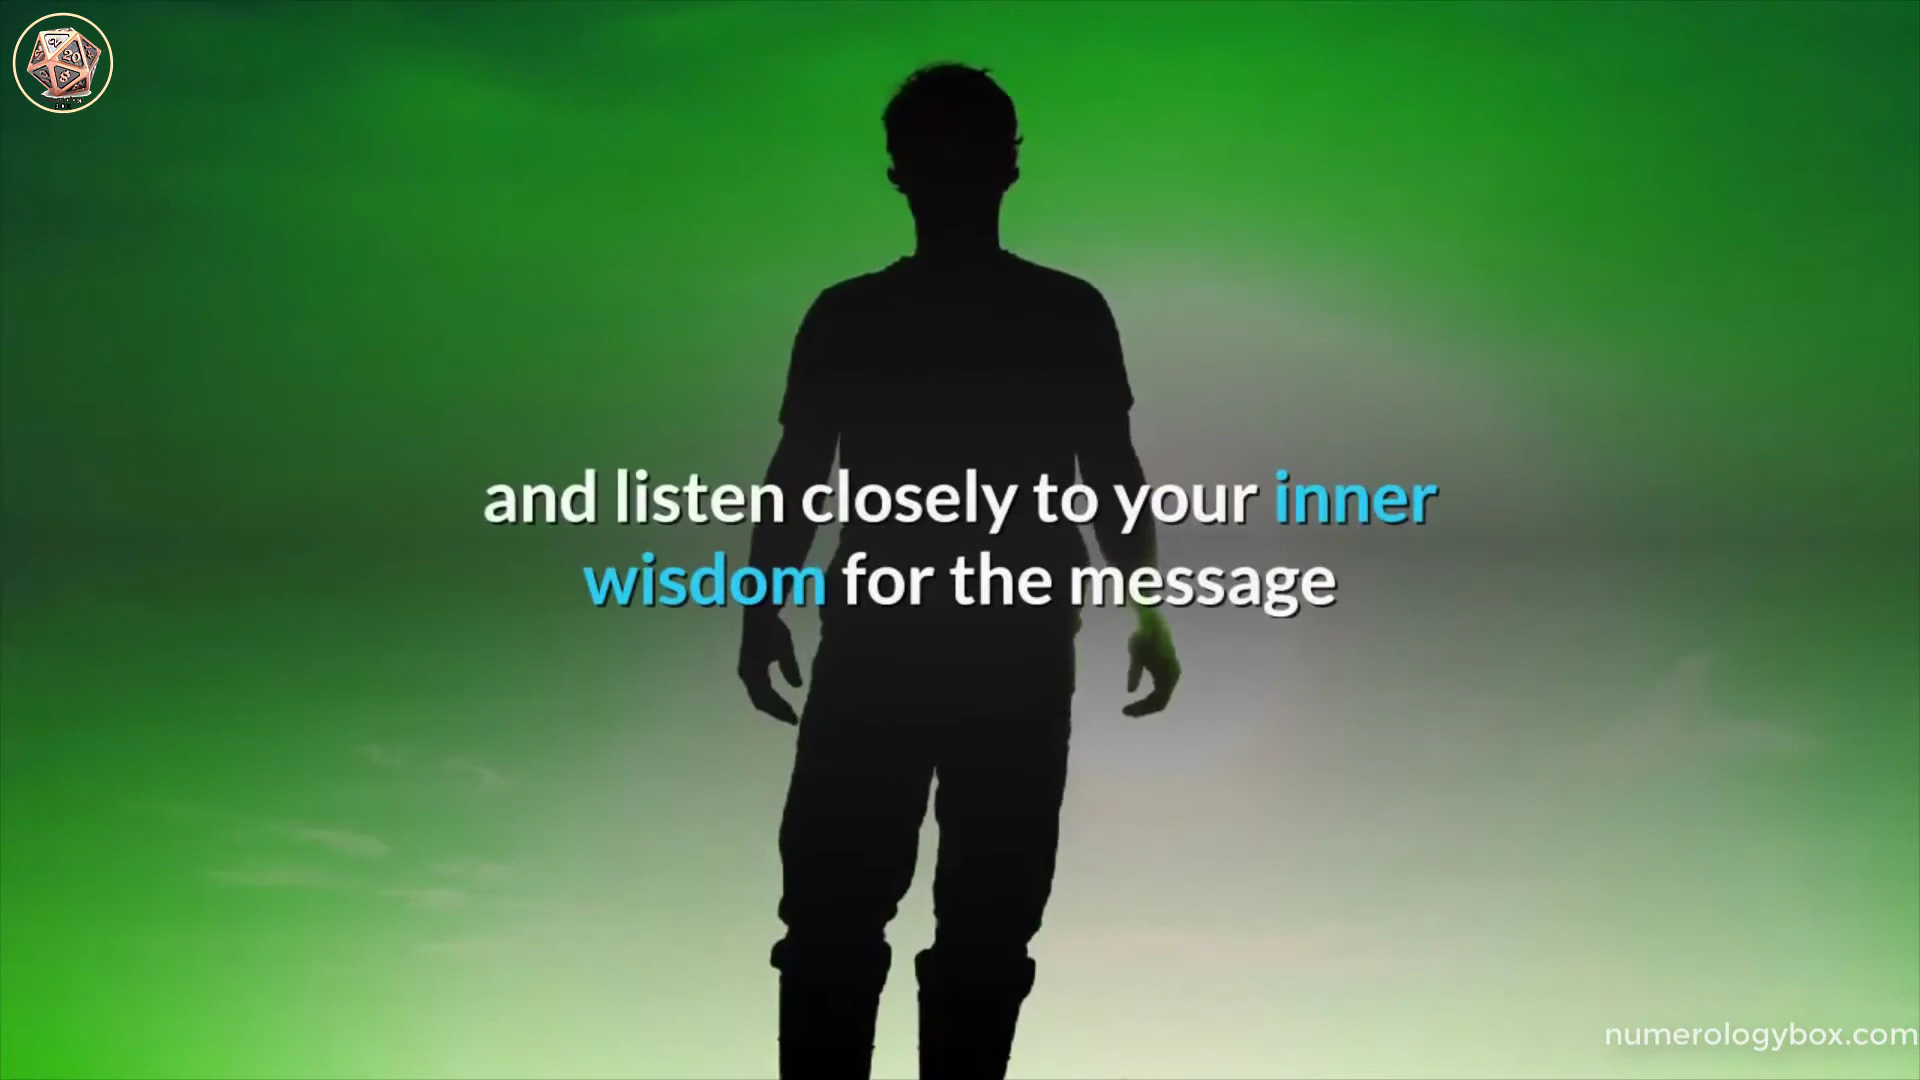 and listen closely to your inner
wisdom for the message
numerologybox.com